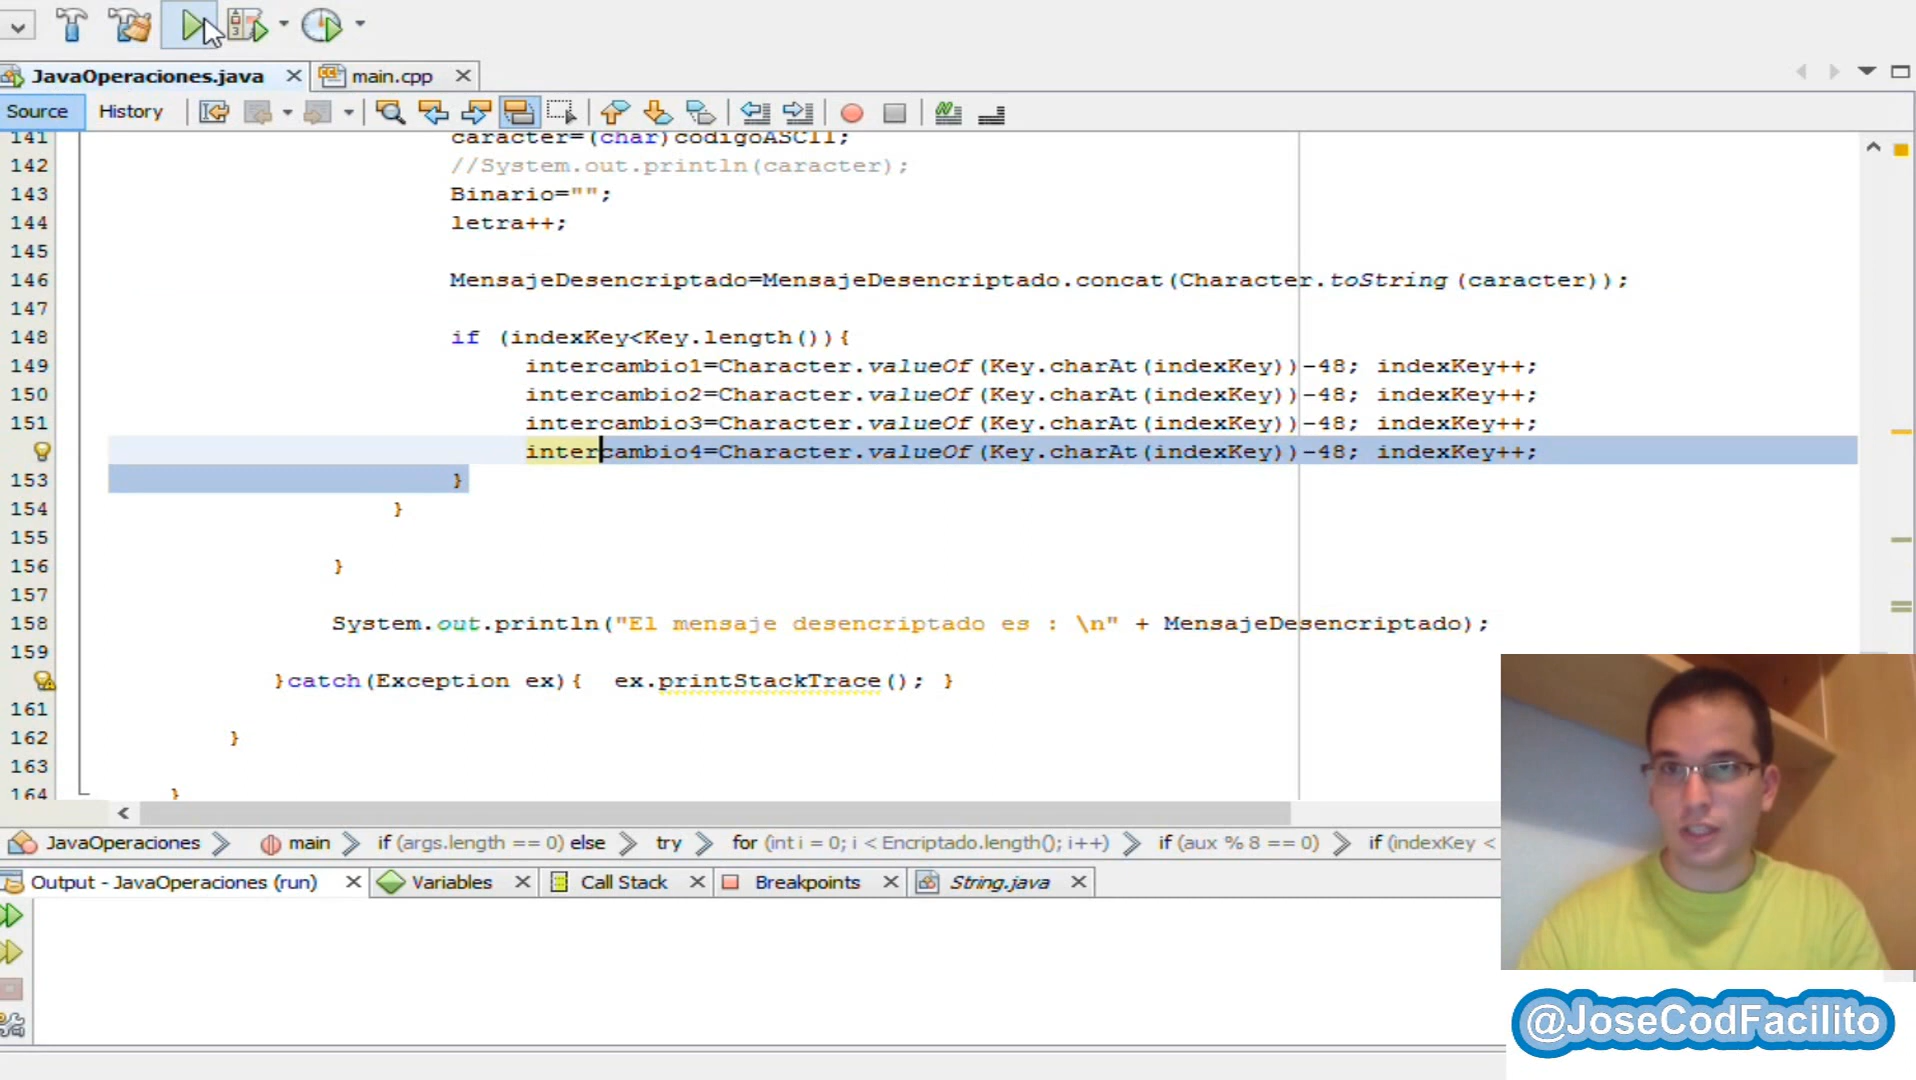 JavaOperaciones.java main.cpp
Source History
141 caracter=(char)codigoASCII;
142 //System.out.println(caracter);
143 Binario="";
144 letra++;
145
146 MensajeDesencriptado=MensajeDesencriptado.concat(Character.toString(caracter));
147
148 if (indexKey<Key.length()){
149 intercambio1=Character.valueOf(Key.charAt(indexKey))-48; indexKey++;
150 intercambio2=Character.valueOf(Key.charAt(indexKey))-48; indexKey++;
151 intercambio3=Character.valueOf(Key.charAt(indexKey))-48; indexKey++;
intercambio4=Character.valueOf(Key.charAt(indexKey))-48; indexKey++;
153 }
154 }
155
156 }
157
158 System.out.println("El mensaje desencriptado es : \n" + MensajeDesencriptado);
159
}catch(Exception ex){ ex.printStackTrace(); }
161
162 }
163
164 }
JavaOperaciones main if (args.length == 0) else try for (int i = 0; i < Encriptado.length(); i++) if (aux % 8 == 0) if (indexKey <
Output - JavaOperaciones (run) Variables Call Stack Breakpoints String.java
@JoseCodFacilito